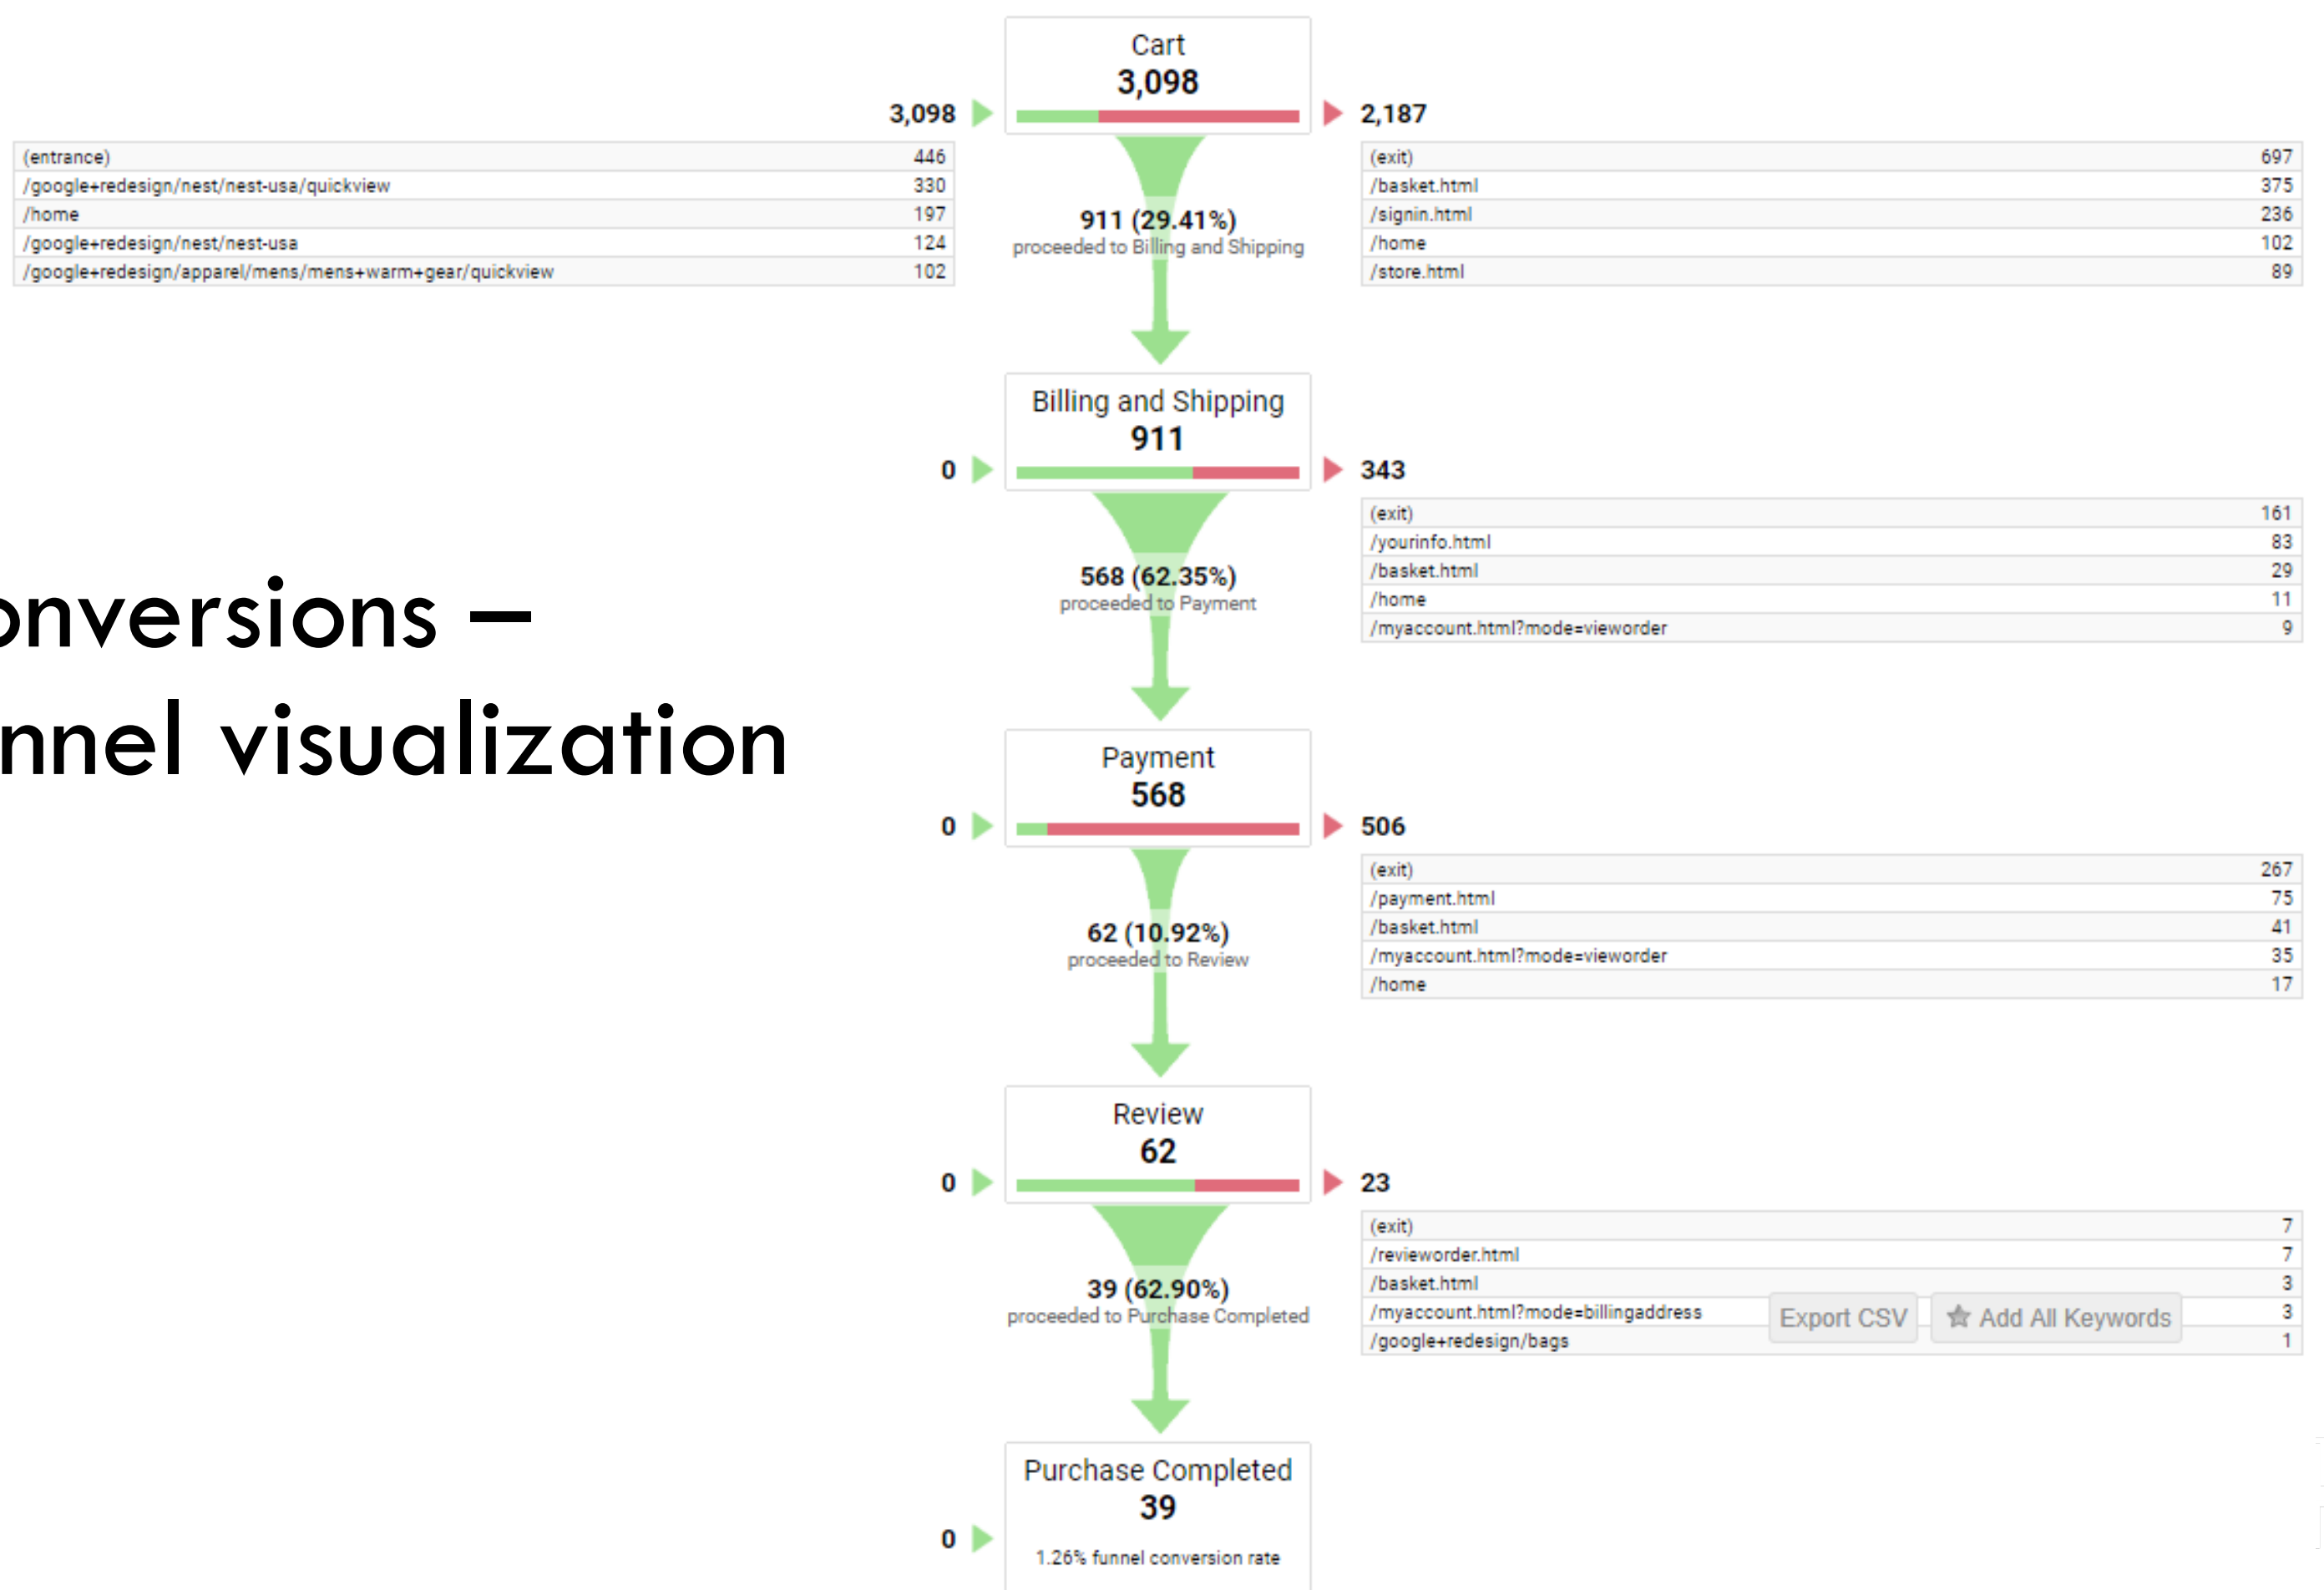 Cart
3,098
3,098
2,187
(entrance) 446
/google+redesign/nest/nest-usa/quickview 330
/home 197
/google+redesign/nest/nest-usa 124
/google+redesign/apparel/mens/mens+warm+gear/quickview 102
911 (29.41%)
proceeded to Billing and Shipping
(exit) 697
/basket.html 375
/signin.html 236
/home 102
/store.html 89
Billing and Shipping
911
0
343
568 (62.35%)
proceeded to Payment
(exit) 161
/yourinfo.html 83
/basket.html 29
/home 11
/myaccount.html?mode=vieworder 9
onversions –
nnel visualization
Payment
568
0
506
62 (10.92%)
proceeded to Review
(exit) 267
/payment.html 75
/basket.html 41
/myaccount.html?mode=vieworder 35
/home 17
Review
62
0
23
39 (62.90%)
proceeded to Purchase Completed
(exit) 7
/revieworder.html 7
/basket.html 3
/myaccount.html?mode=billingaddress 3
/google+redesign/bags 1
Export CSV
Add All Keywords
Purchase Completed
39
0
1.26% funnel conversion rate